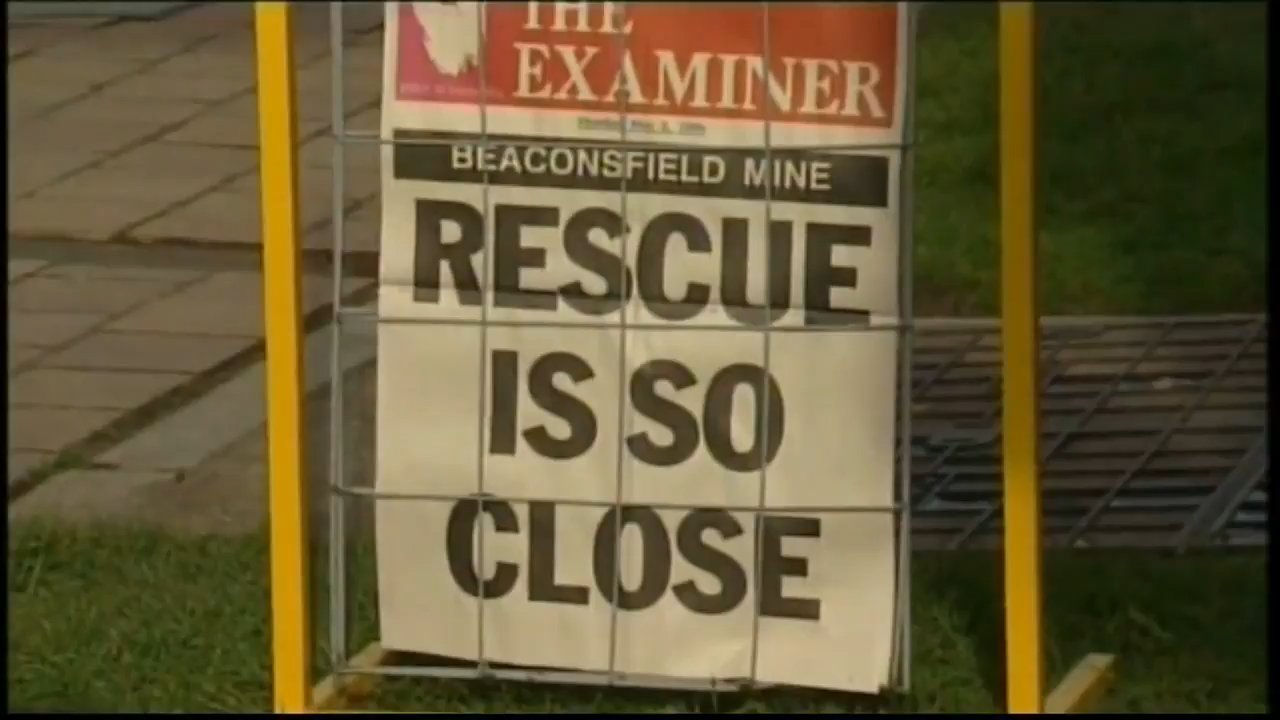 THE
EXAMINER
BEACONSFIELD MINE
RESCUE
IS SO
CLOSE